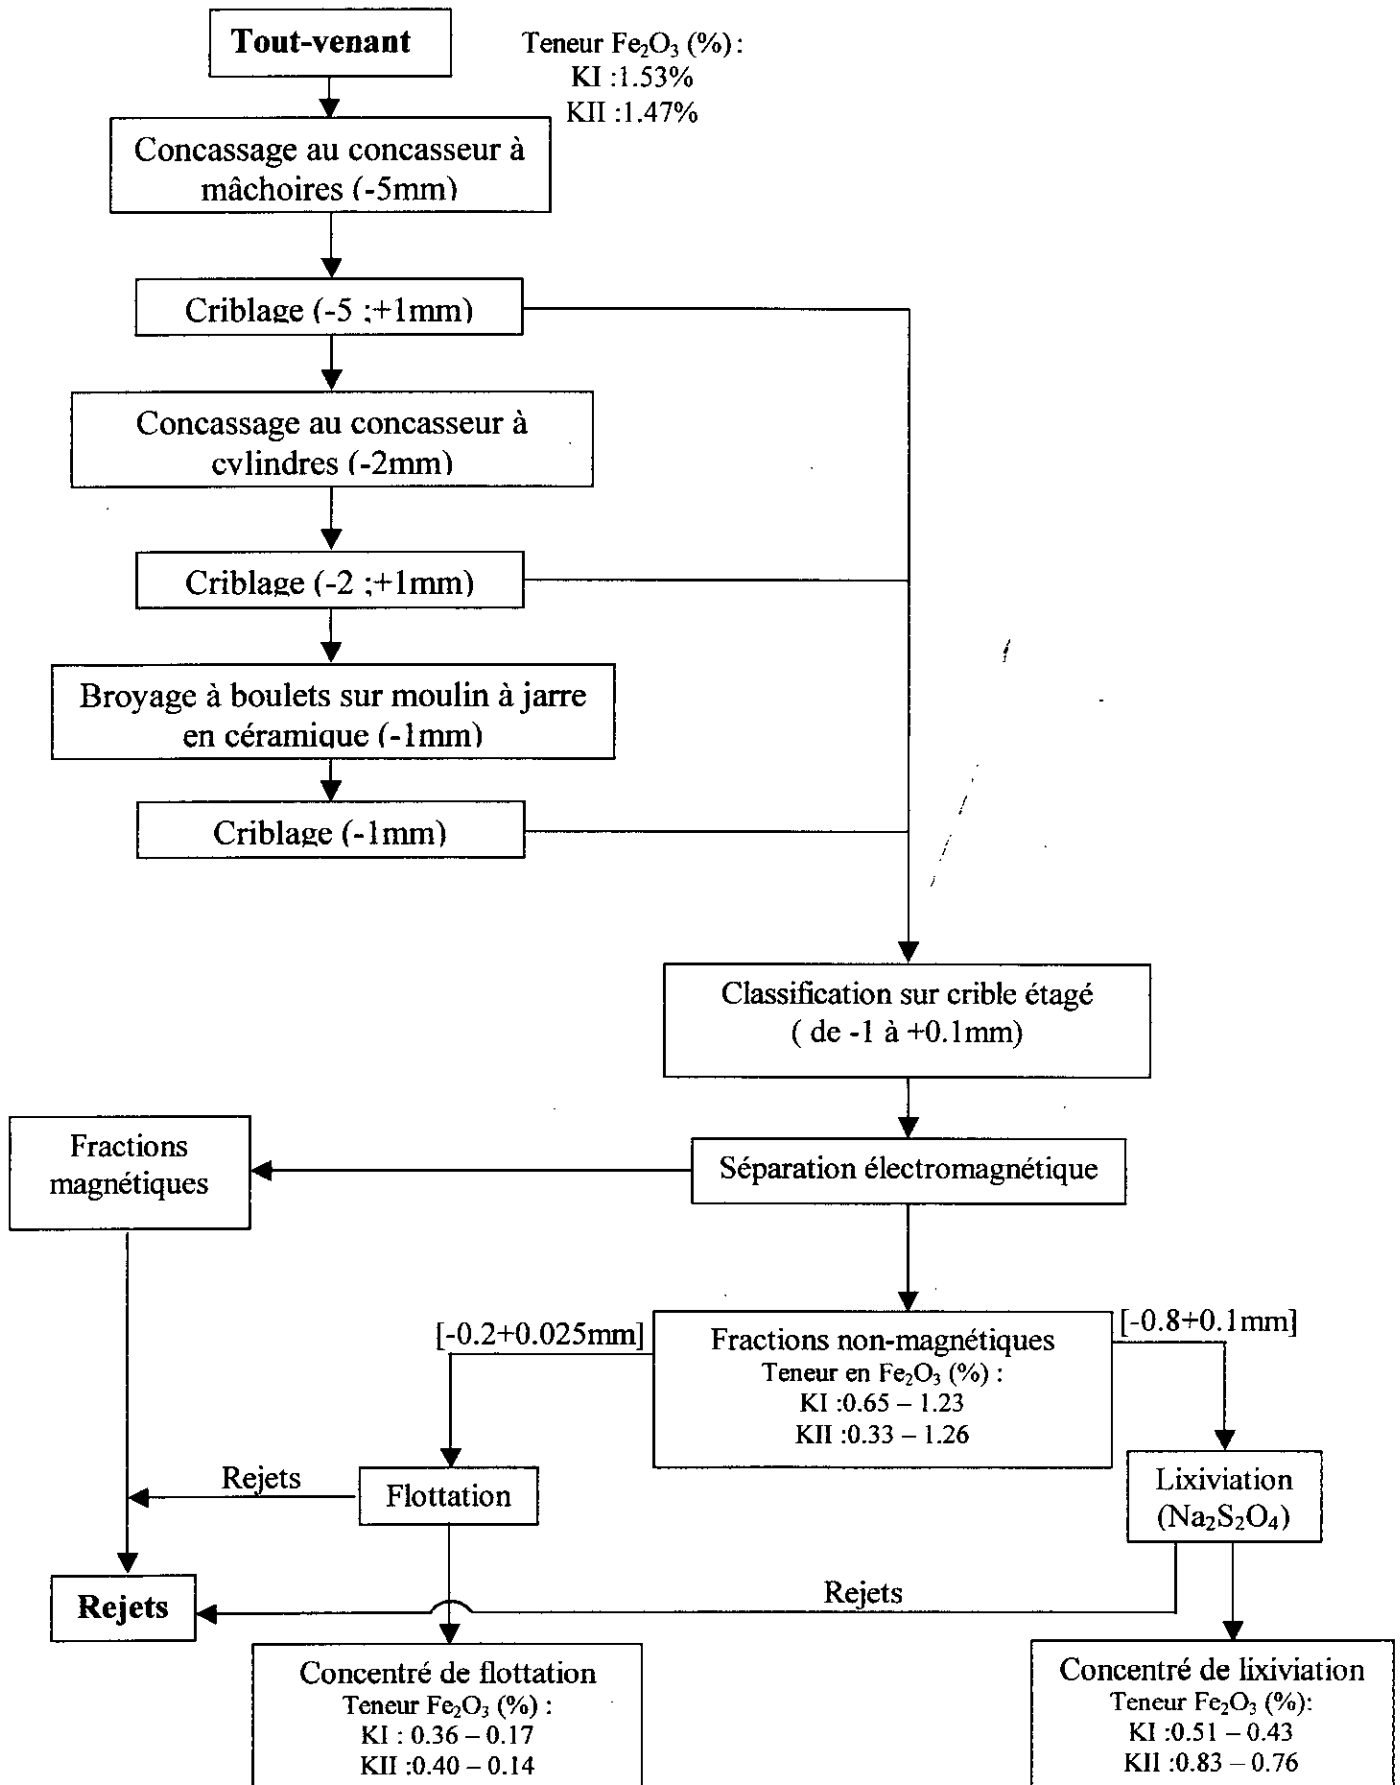 Tout-venant
Teneur Fe₂O₃ (%) :
KI :1.53%
KII :1.47%
Concassage au concasseur à
mâchoires (-5mm)
Criblage (-5 ;+1mm)
Concassage au concasseur à
cylindres (-2mm)
Criblage (-2 ;+1mm)
Broyage à boulets sur moulin à jarre
en céramique (-1mm)
Criblage (-1mm)
Classification sur crible étagé
( de -1 à +0.1mm)
Séparation électromagnétique
Fractions
magnétiques
[-0.2+0.025mm]
Fractions non-magnétiques
Teneur en Fe₂O₃ (%) :
KI :0.65 – 1.23
KII :0.33 – 1.26
[-0.8+0.1mm]
Rejets
Flottation
Lixiviation
(Na₂S₂O₄)
Rejets
Rejets
Concentré de flottation
Teneur Fe₂O₃ (%) :
KI : 0.36 – 0.17
KII :0.40 – 0.14
Concentré de lixiviation
Teneur Fe₂O₃ (%):
KI :0.51 – 0.43
KII :0.83 – 0.76